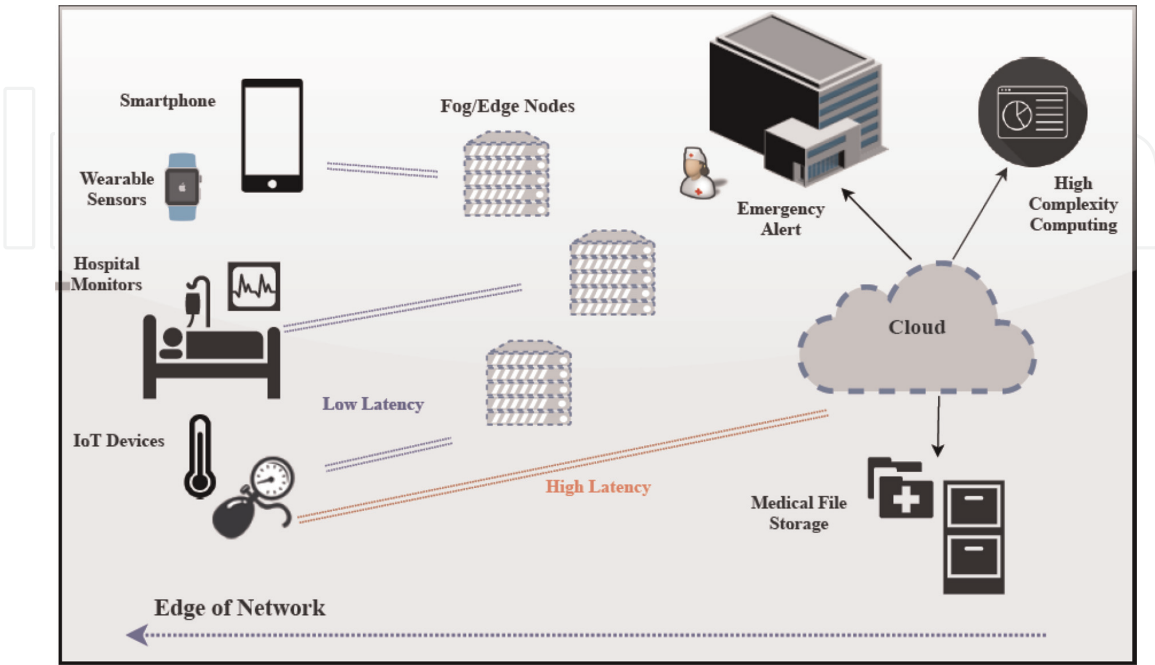 Smartphone
Fog/Edge Nodes
Wearable
Sensors
High
Complexity
Computing
Emergency
Alert
Hospital
Monitors
Cloud
Low Latency
IoT Devices
High Latency
Medical File
Storage
Edge of Network